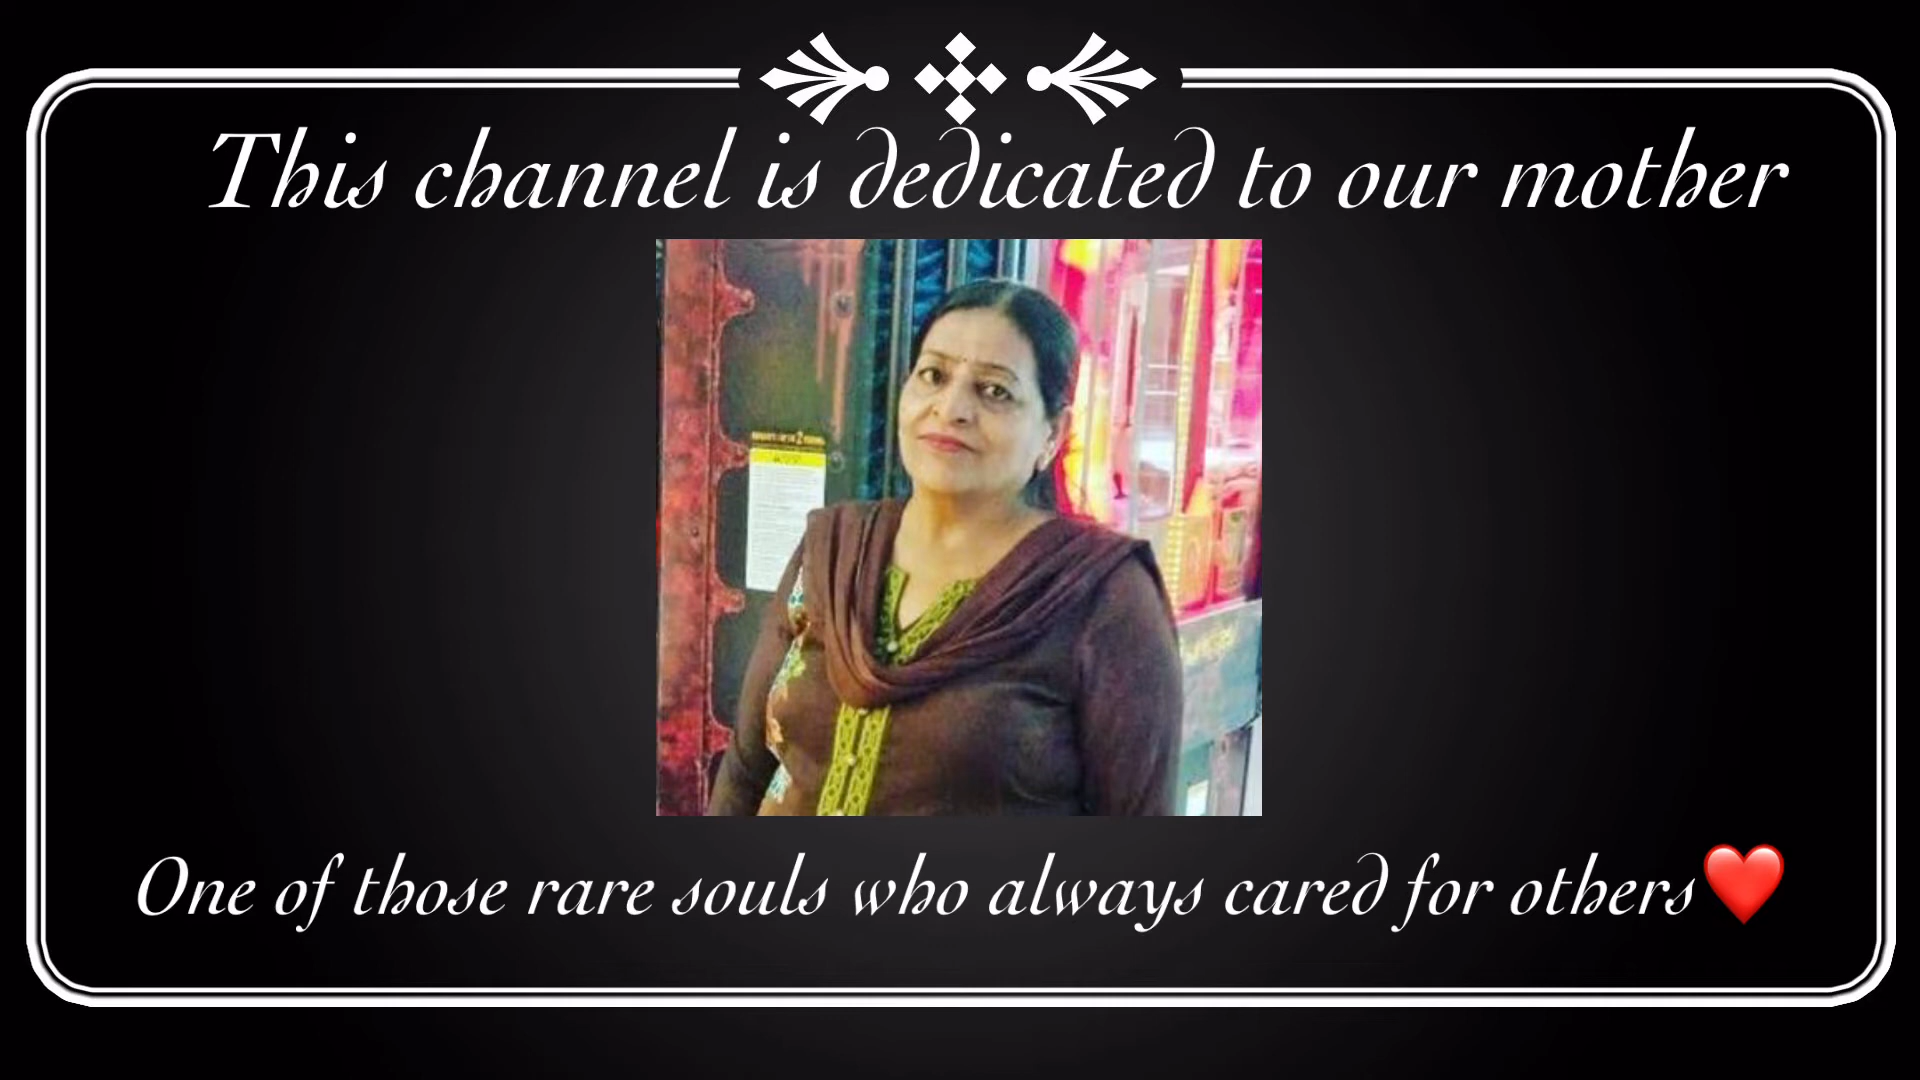 This channel is dedicated to our mother
One of those rare souls who always cared for others❤️